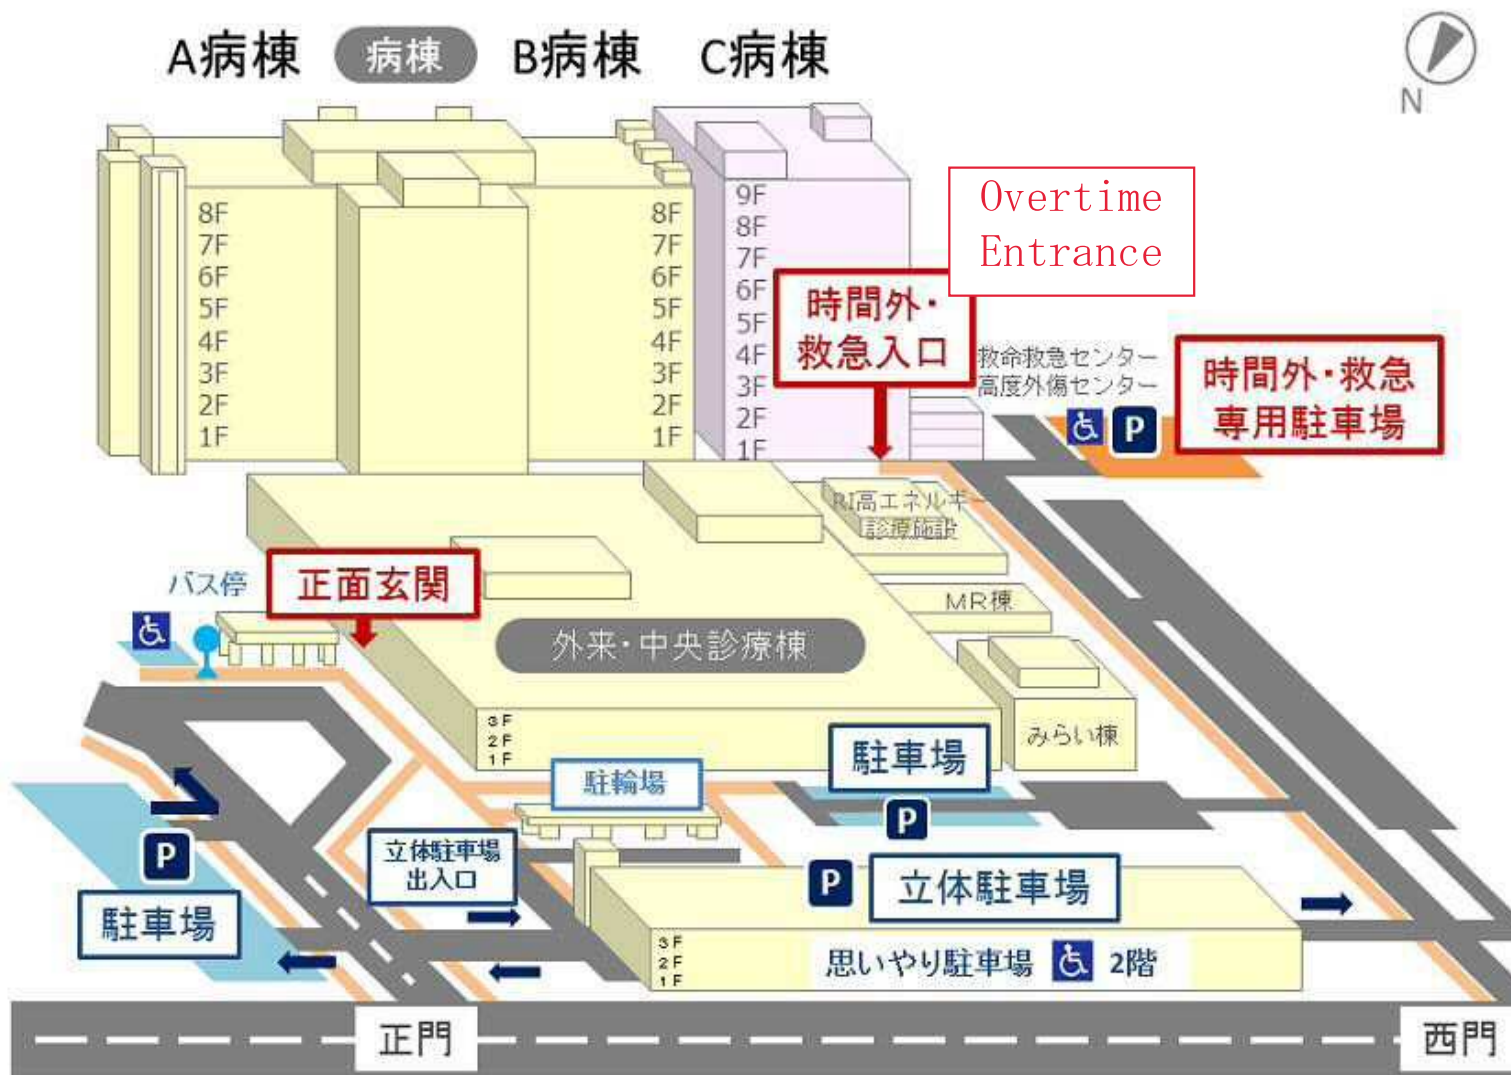 A病棟 病棟 B病棟 C病棟
N
9F
8F
7F
6F
5F
4F
3F
2F
1F
8F
7F
6F
5F
4F
3F
2F
1F
8F
7F
6F
5F
4F
3F
2F
1F
Overtime
Entrance
時間外・
救急入口
救命救急センター
高度外傷センター
P
時間外・救急
専用駐車場
RI高エネルギー
診療施設
バス停
正面玄関
MR棟
外来・中央診療棟
3F
2F
1F
みらい棟
駐車場
P
駐輪場
P
駐車場
立体駐車場
出入口
P
立体駐車場
3F
2F
1F
思いやり駐車場 2階
正門
西門